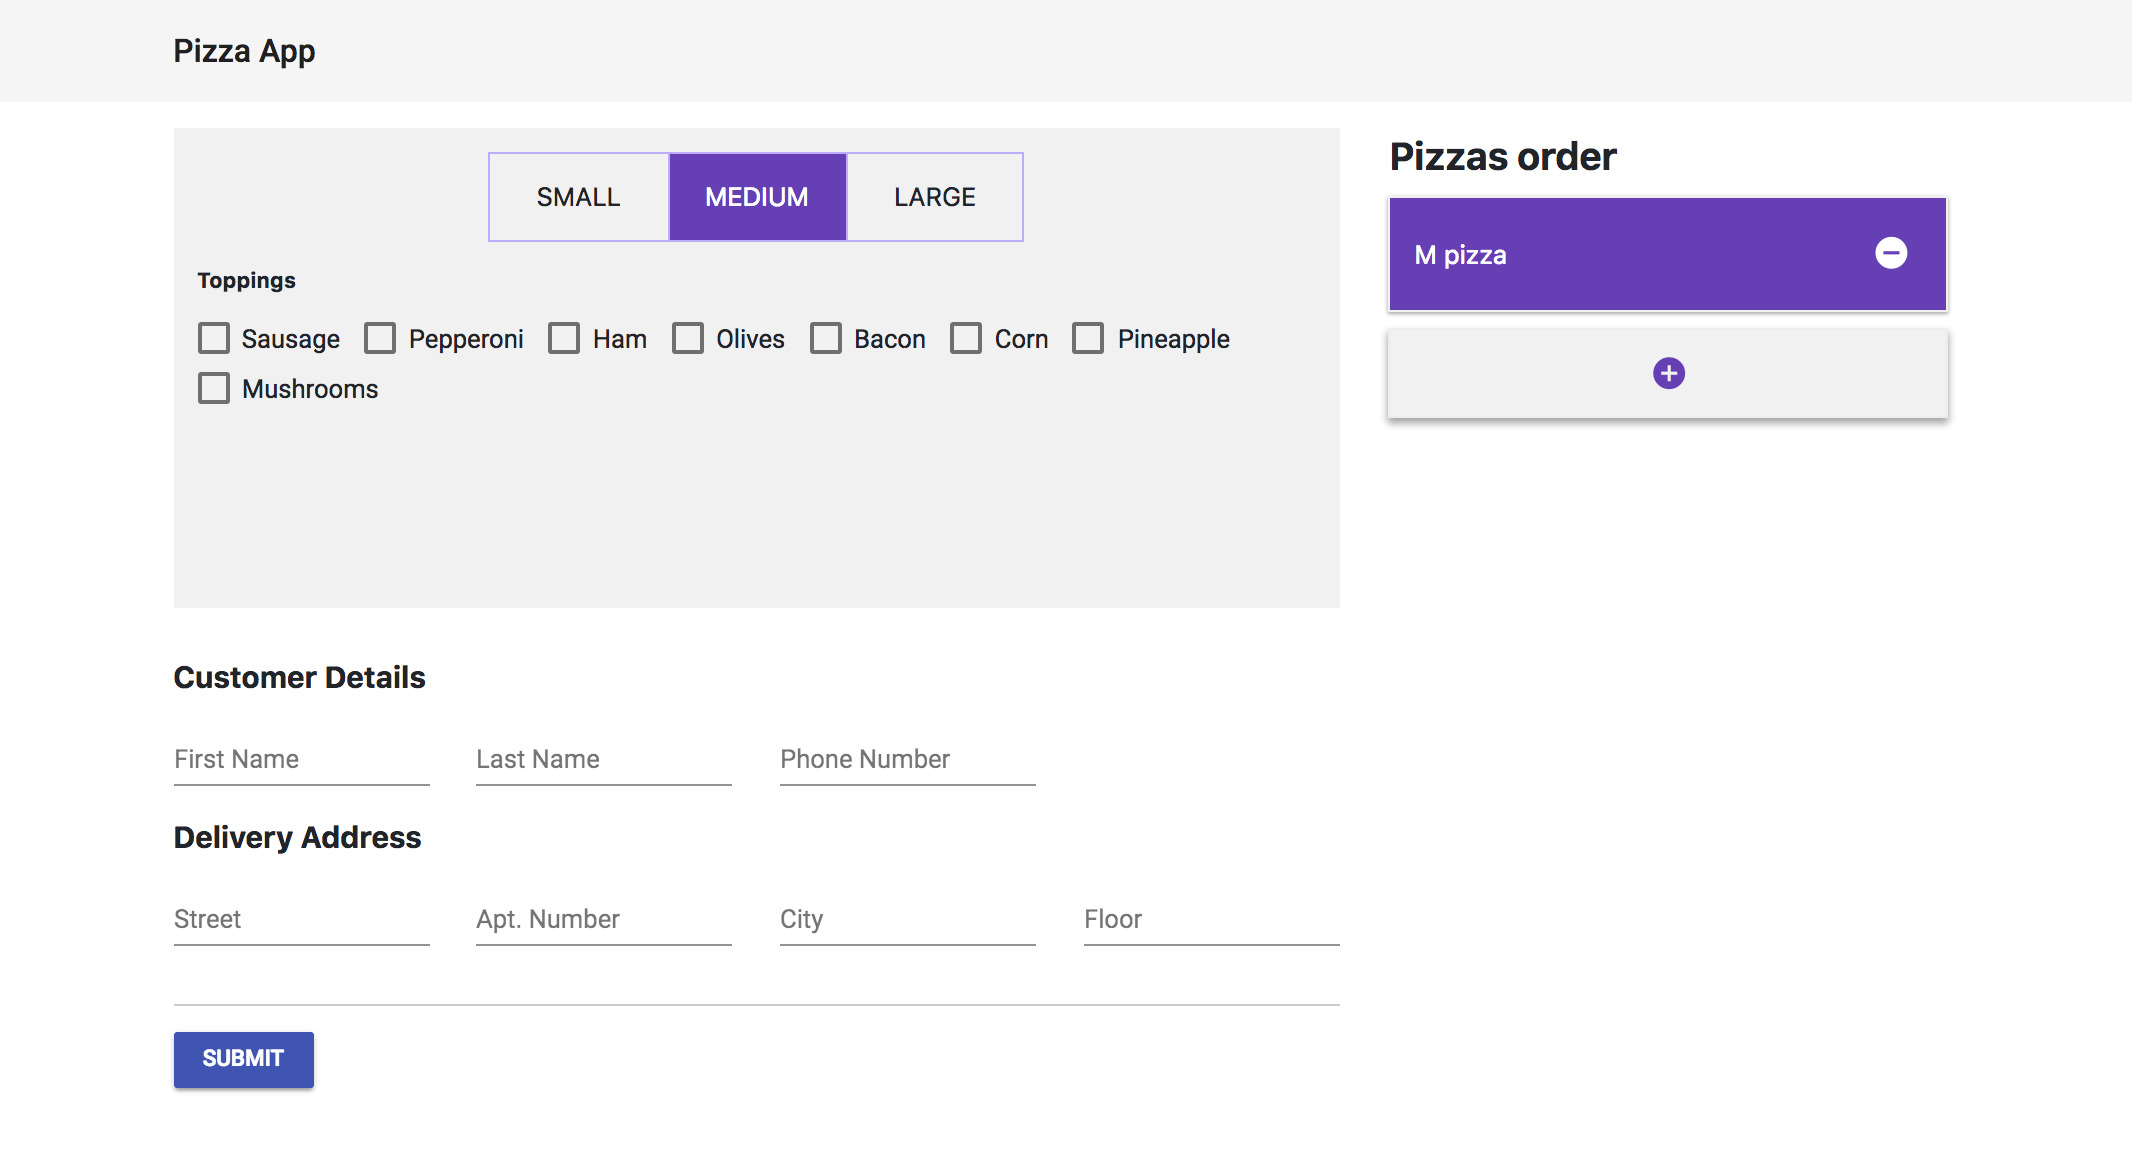 Pizza App
SMALL MEDIUM LARGE
Toppings
Sausage Pepperoni Ham Olives Bacon Corn Pineapple
Mushrooms
Pizzas order
M pizza
Customer Details
First Name Last Name Phone Number
Delivery Address
Street Apt. Number City Floor
SUBMIT